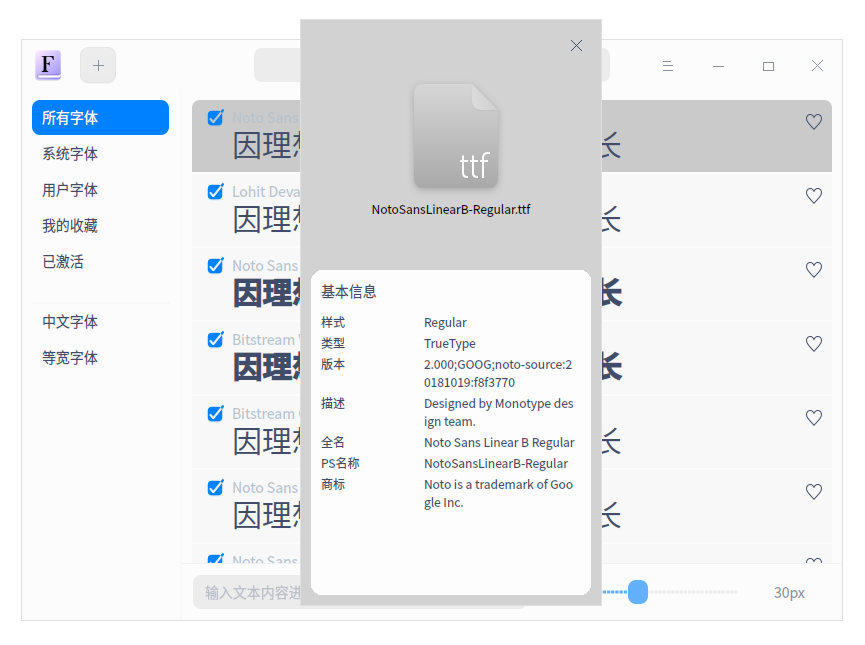 F
所有字体
系统字体
用户字体
我的收藏
已激活
中文字体
等宽字体
Noto Sans
因理想
长
Lohit Deva
因理想
长
Noto Sans
因理想
长
Bitstream
因理想
长
Bitstream
因理想
长
Noto Sans
因理想
长
Noto Sans
输入文本内容进
30px
ttf
NotoSansLinearB-Regular.ttf
基本信息
样式 Regular
类型 TrueType
版本 2.000;GOOG;noto-source:2
0181019:f8f3770
描述 Designed by Monotype des
ign team.
全名 Noto Sans Linear B Regular
PS名称 NotoSansLinearB-Regular
商标 Noto is a trademark of Goo
gle Inc.